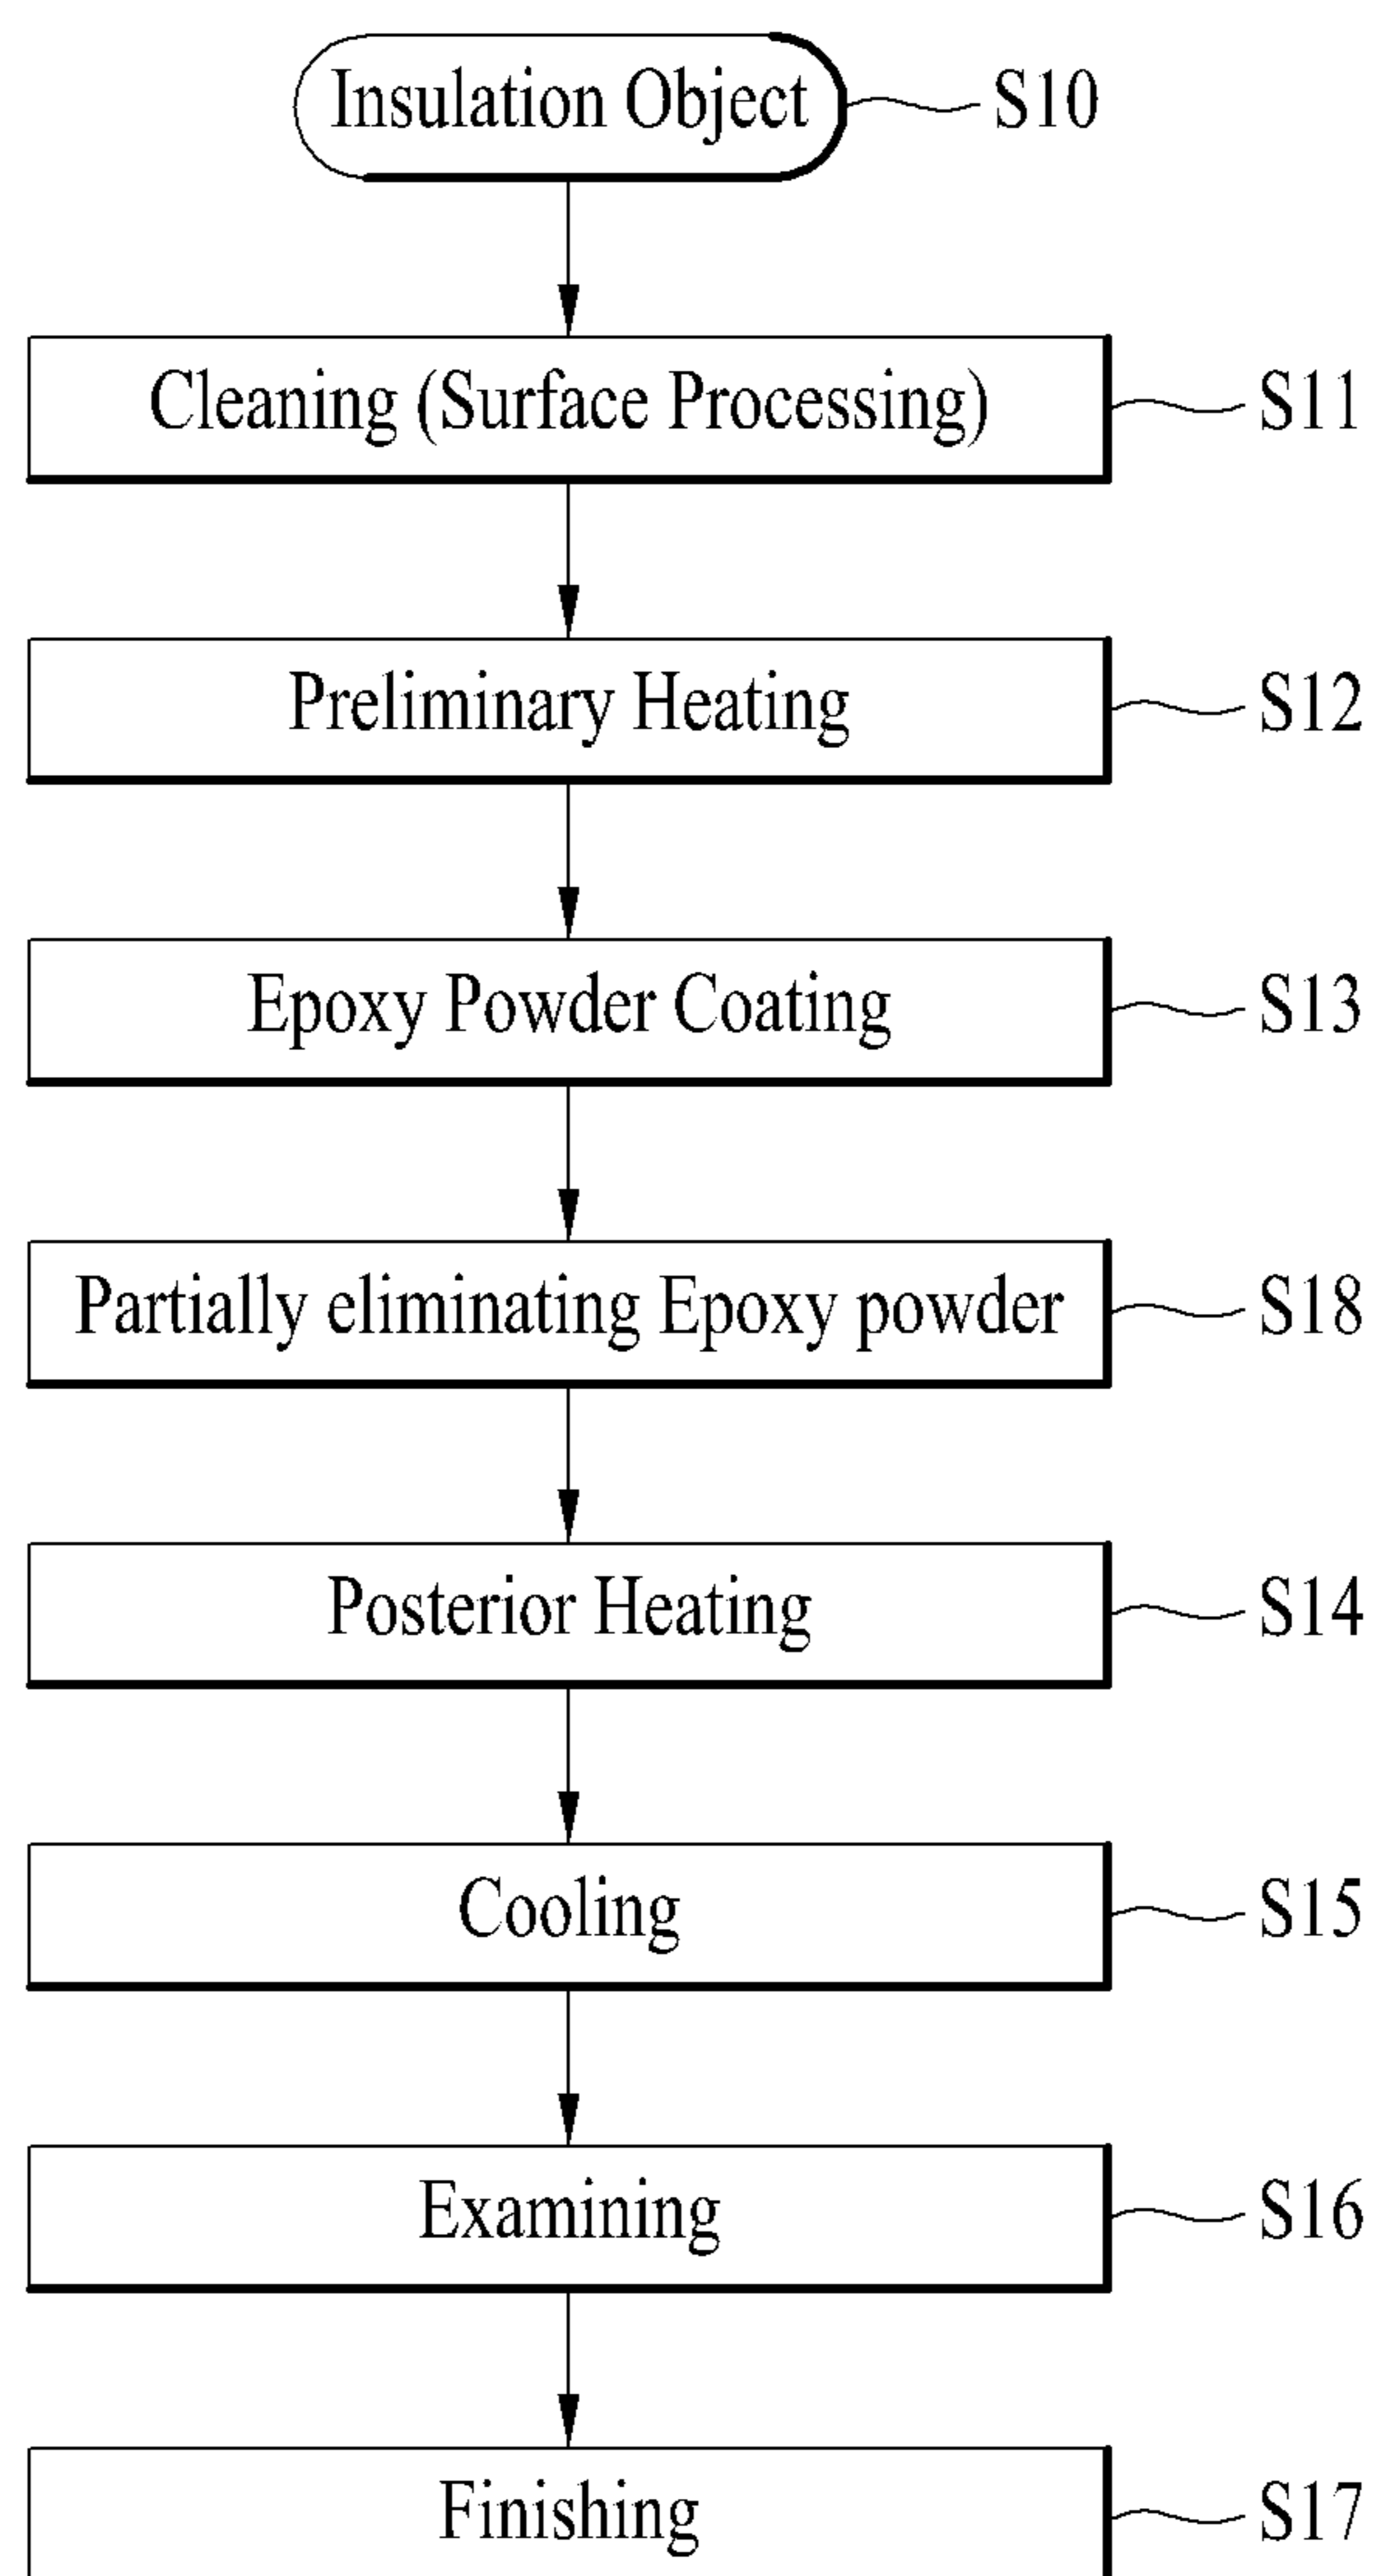 Insulation Object S10
Cleaning (Surface Processing) S11
Preliminary Heating S12
Epoxy Powder Coating S13
Partially eliminating Epoxy powder S18
Posterior Heating S14
Cooling S15
Examining S16
Finishing S17